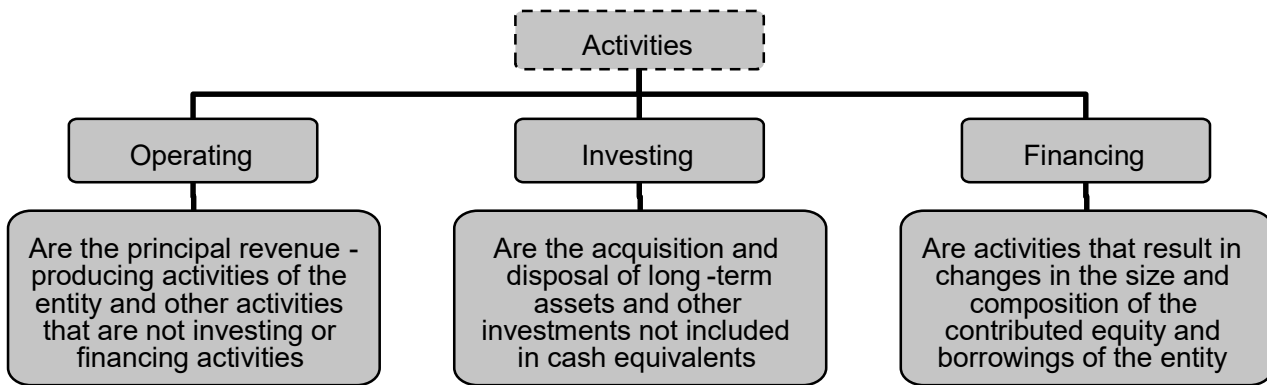 Activities
Operating
Investing
Financing
Are the principal revenue -
producing activities of the
entity and other activities
that are not investing or
financing activities
Are the acquisition and
disposal of long -term
assets and other
investments not included
in cash equivalents
Are activities that result in
changes in the size and
composition of the
contributed equity and
borrowings of the entity